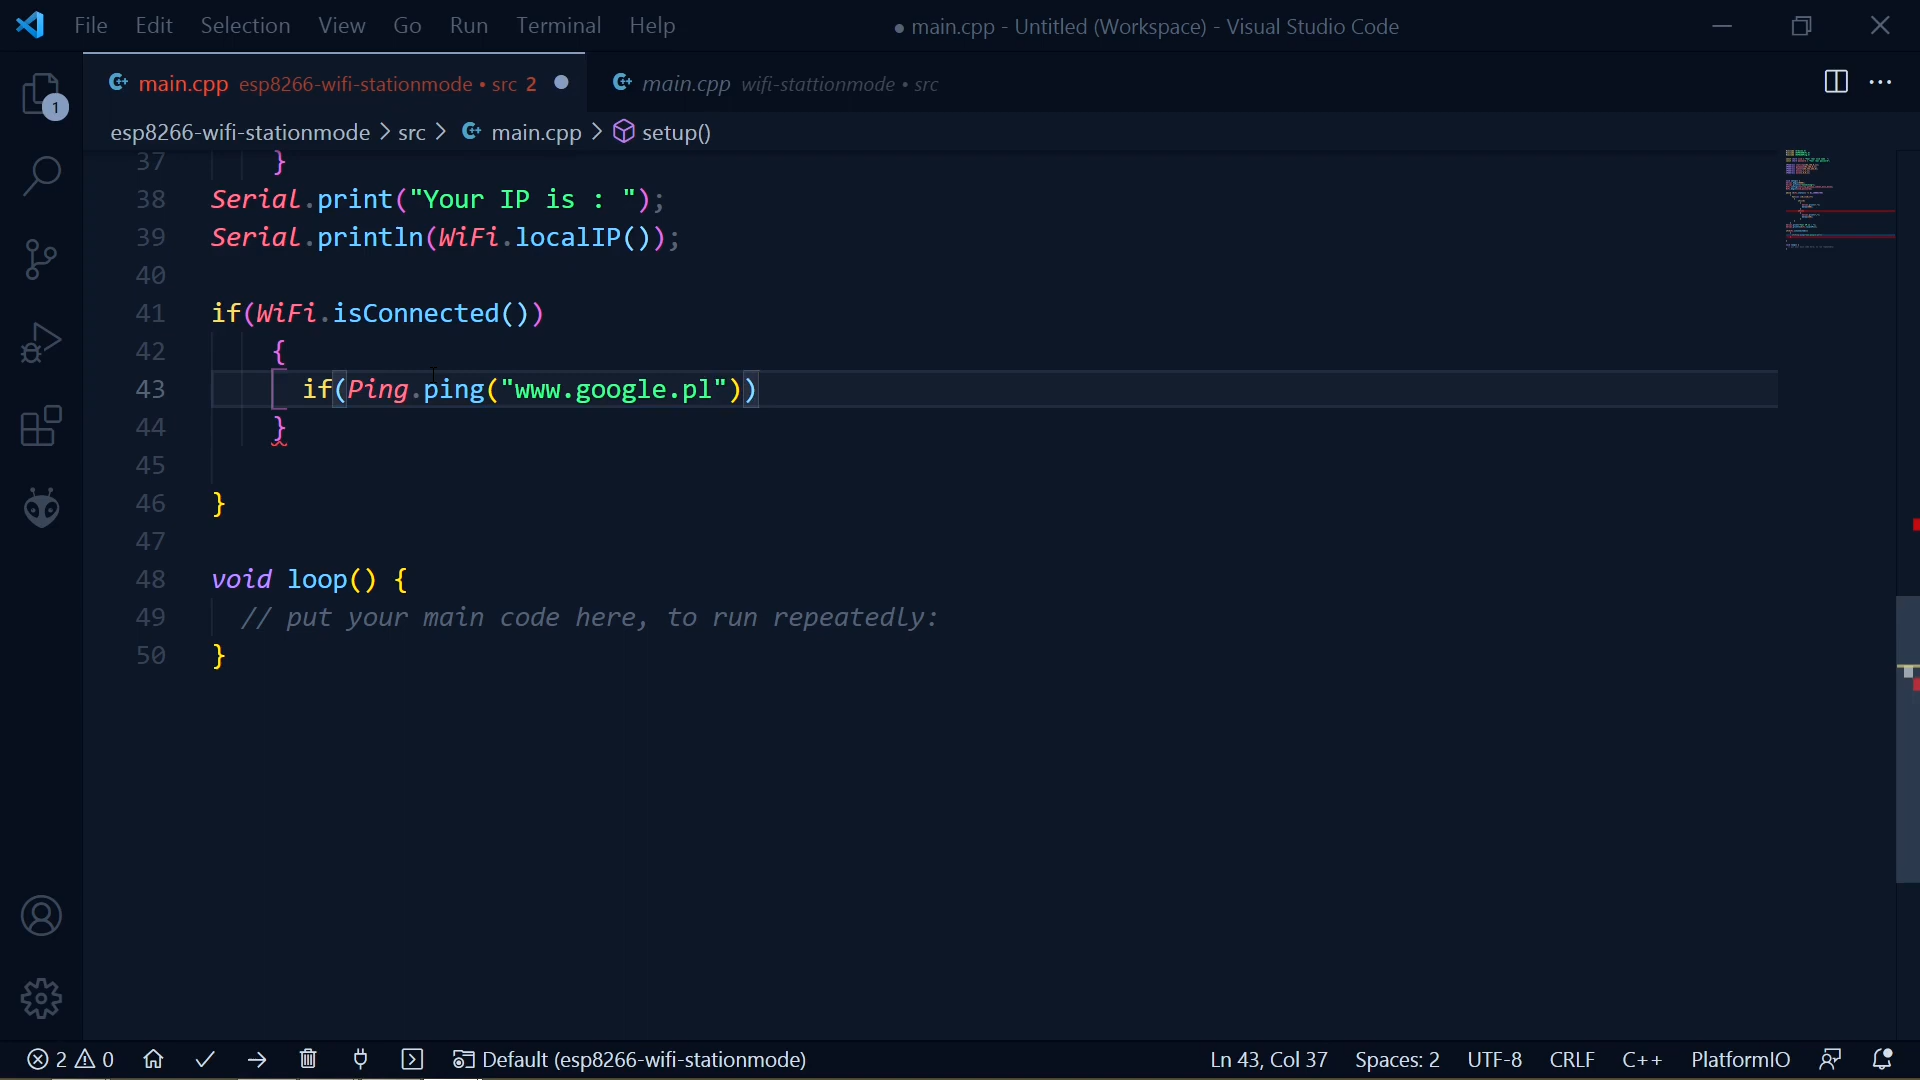 File Edit Selection View Go Run Terminal Help
● main.cpp - Untitled (Workspace) - Visual Studio Code
main.cpp esp8266-wifi-stationmode • src 2
main.cpp wifi-stattionmode • src
esp8266-wifi-stationmode > src > main.cpp > setup()
1
37 }
38 Serial.print("Your IP is : ");
39 Serial.println(WiFi.localIP());
40
41 if(WiFi.isConnected())
42 {
43 if(Ping.ping("www.google.pl"))
44 }
45
46 }
47
48 void loop() {
49 // put your main code here, to run repeatedly:
50 }
2 0 Default (esp8266-wifi-stationmode) Ln 43, Col 37 Spaces: 2 UTF-8 CRLF C++ PlatformIO